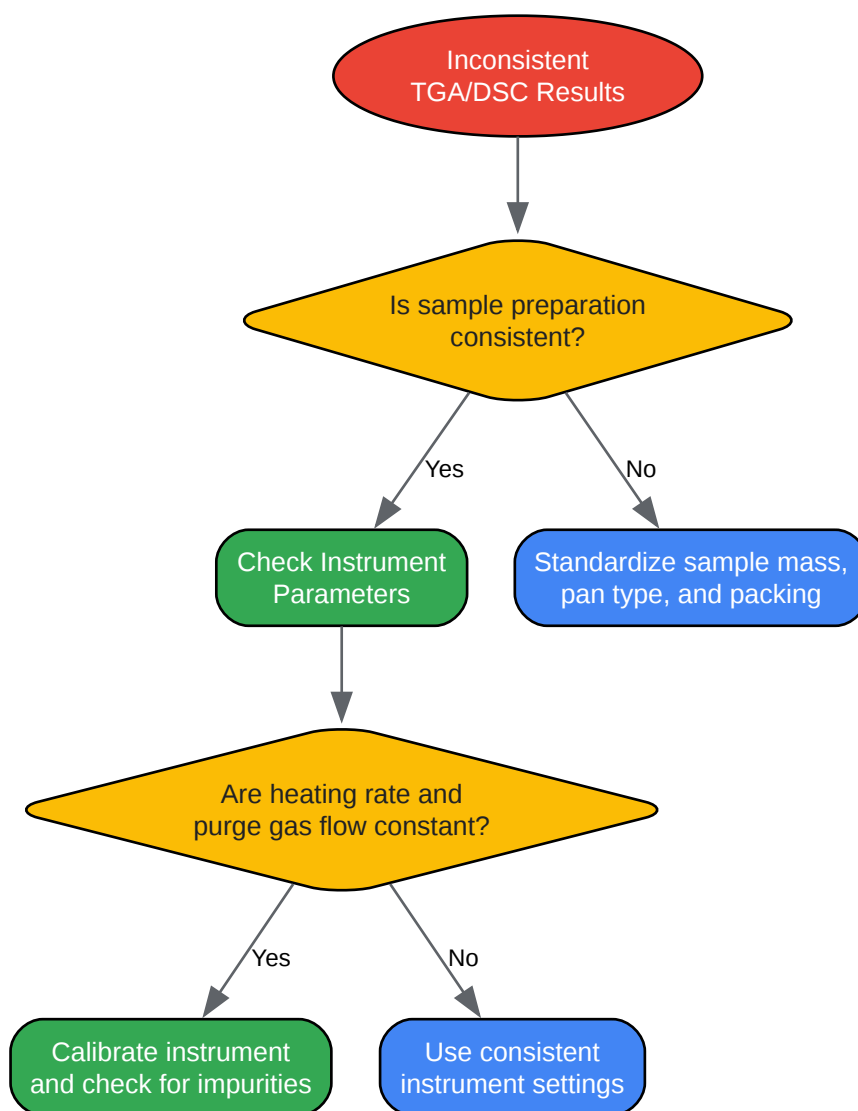 Inconsistent
TGA/DSC Results
Is sample preparation
consistent?
Yes
No
Check Instrument
Parameters
Standardize sample mass,
pan type, and packing
Are heating rate and
purge gas flow constant?
Yes
No
Calibrate instrument
and check for impurities
Use consistent
instrument settings